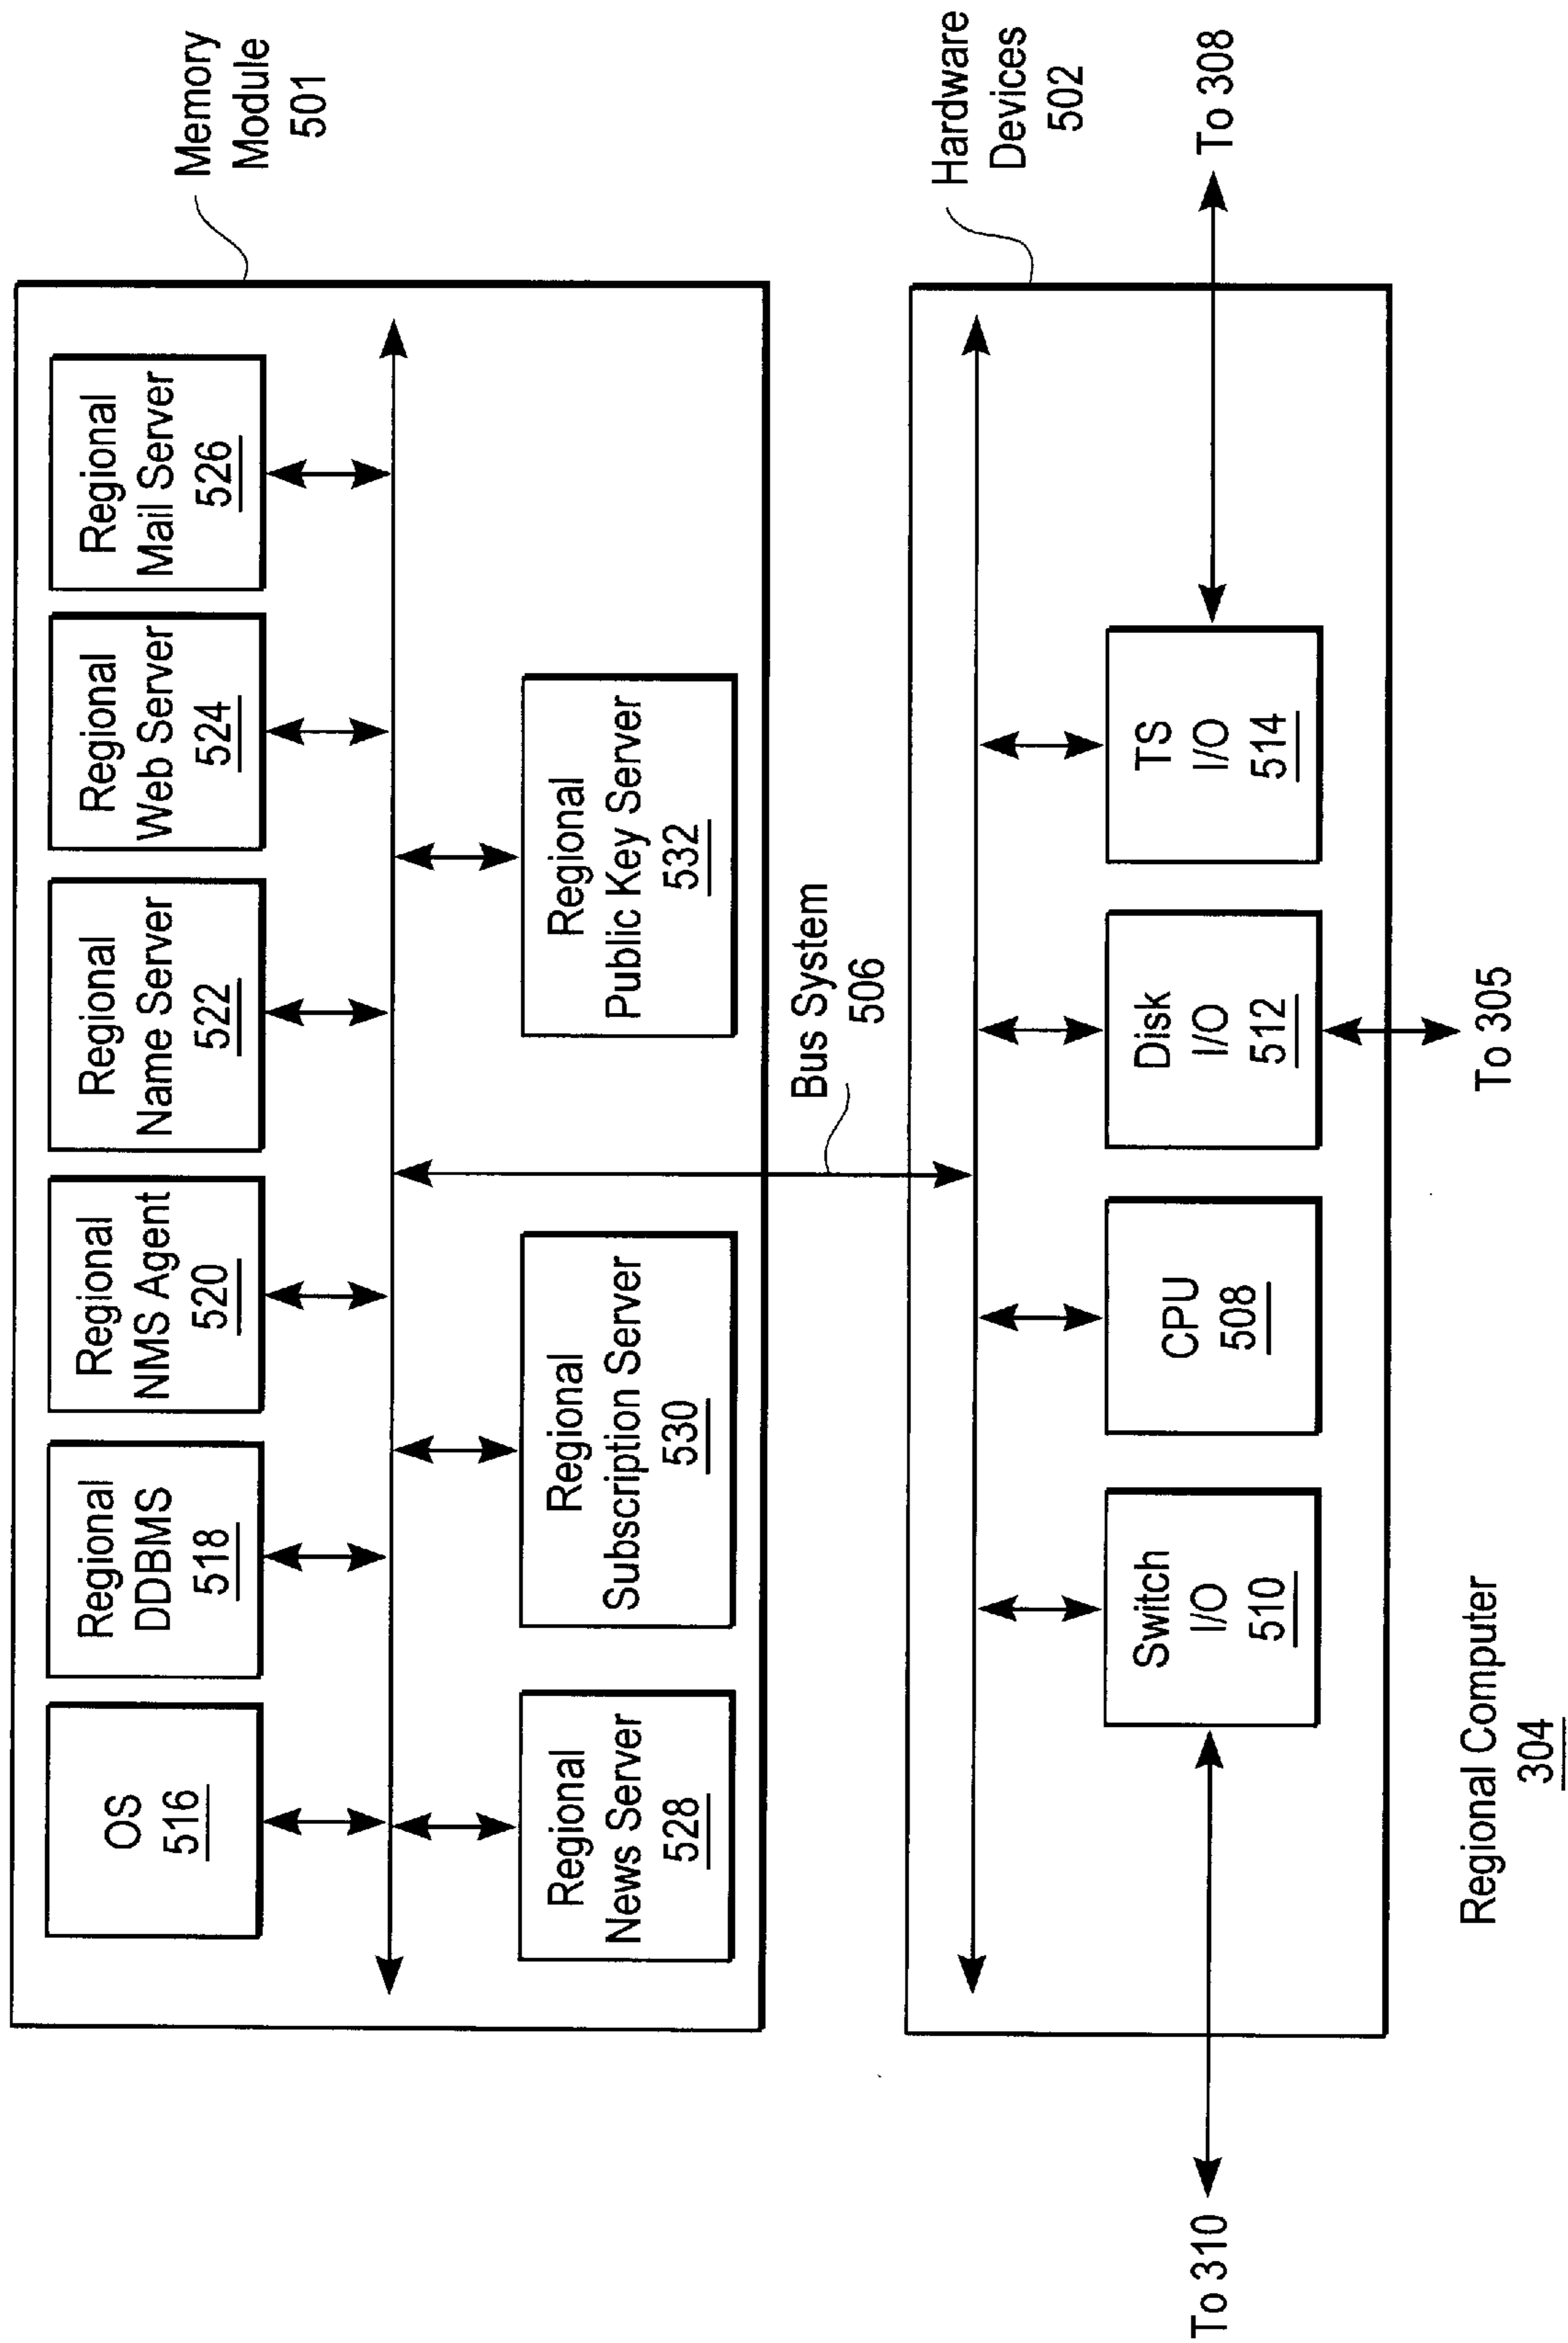 Memory
Module
501
OS
516
Regional
DDBMS
518
Regional
NMS Agent
520
Regional
Name Server
522
Regional
Web Server
524
Regional
Mail Server
526
Regional
News Server
528
Regional
Subscription Server
530
Regional
Public Key Server
532
Bus System
506
Hardware
Devices
502
To 310
Switch
I/O
510
CPU
508
Disk
I/O
512
TS
I/O
514
To 308
To 305
Regional Computer
304